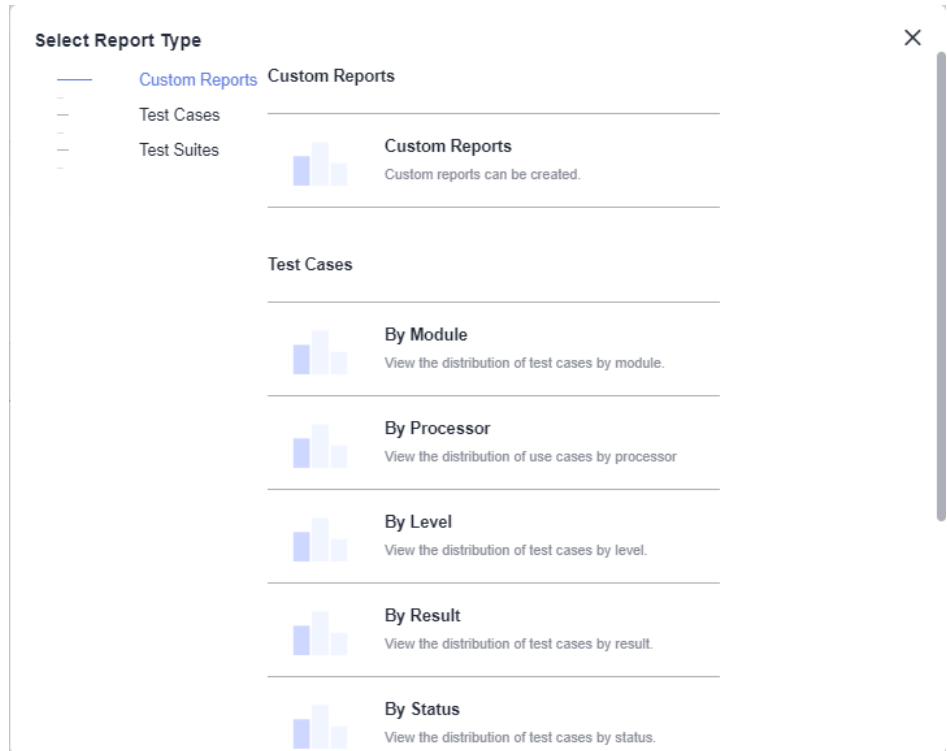 Select Report Type
Custom Reports
Test Cases
Test Suites
Custom Reports
Custom Reports
Custom reports can be created.
Test Cases
By Module
View the distribution of test cases by module.
By Processor
View the distribution of use cases by processor
By Level
View the distribution of test cases by level.
By Result
View the distribution of test cases by result.
By Status
View the distribution of test cases by status.